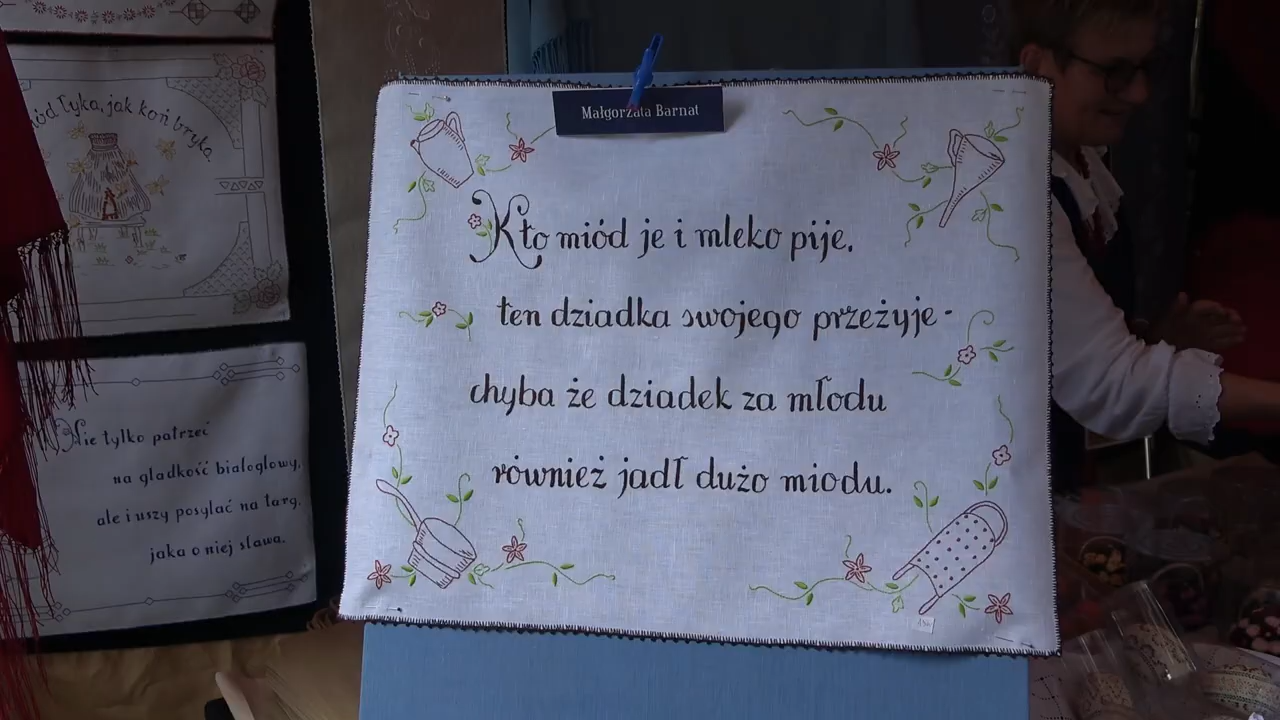 Małgorzata Barnat
Kto miód je i mleko pije,
ten dziadka swojego przeżyje -
chyba że dziadek za młodu
również jadł dużo miodu.
łyka, jak koń bryka
Nie tylko patrzeć
na gładkość białogłowy,
ale i uszy posyłać na targ,
jaka o niej sława.